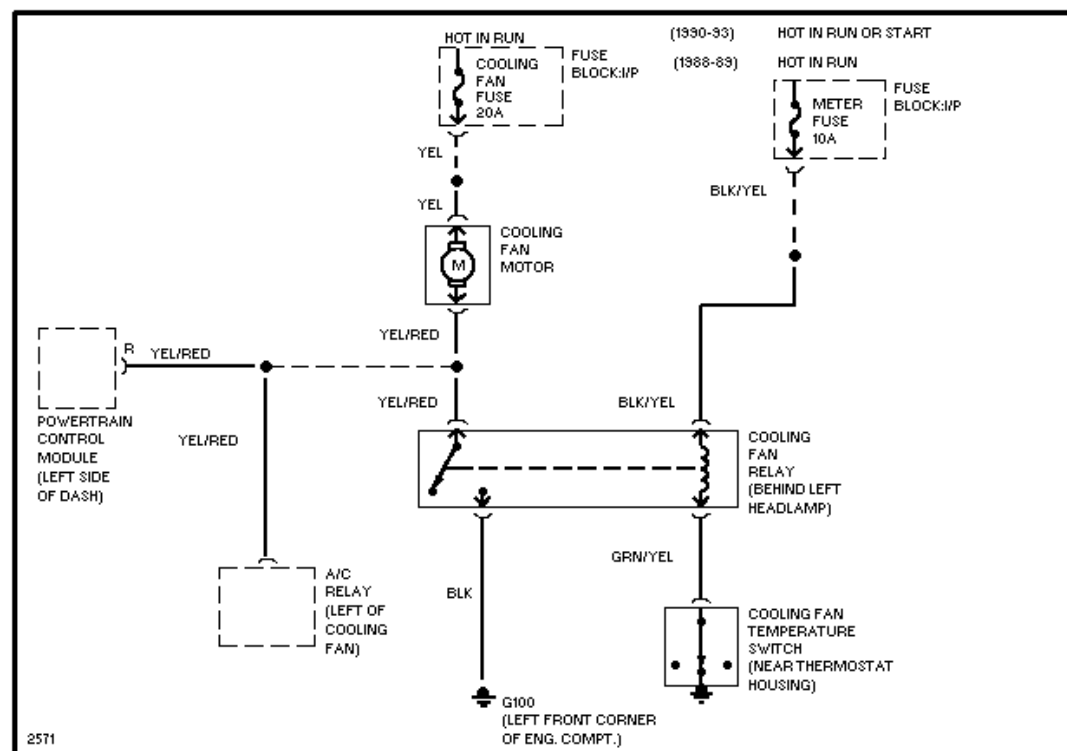 HOT IN RUN
COOLING
FAN
FUSE
20A
FUSE
BLOCK:I/P
(1990-93) HOT IN RUN OR START
(1988-89) HOT IN RUN
METER
FUSE
10A
FUSE
BLOCK:I/P
YEL
YEL
BLK/YEL
M
COOLING
FAN
MOTOR
YEL/RED
R
YEL/RED
POWERTRAIN
CONTROL
MODULE
(LEFT SIDE
OF DASH)
YEL/RED
YEL/RED
BLK/YEL
COOLING
FAN
RELAY
(BEHIND LEFT
HEADLAMP)
GRN/YEL
BLK
A/C
RELAY
(LEFT OF
COOLING
FAN)
COOLING FAN
TEMPERATURE
SWITCH
(NEAR THERMOSTAT
HOUSING)
G100
(LEFT FRONT CORNER
OF ENG. COMPT.)
2571